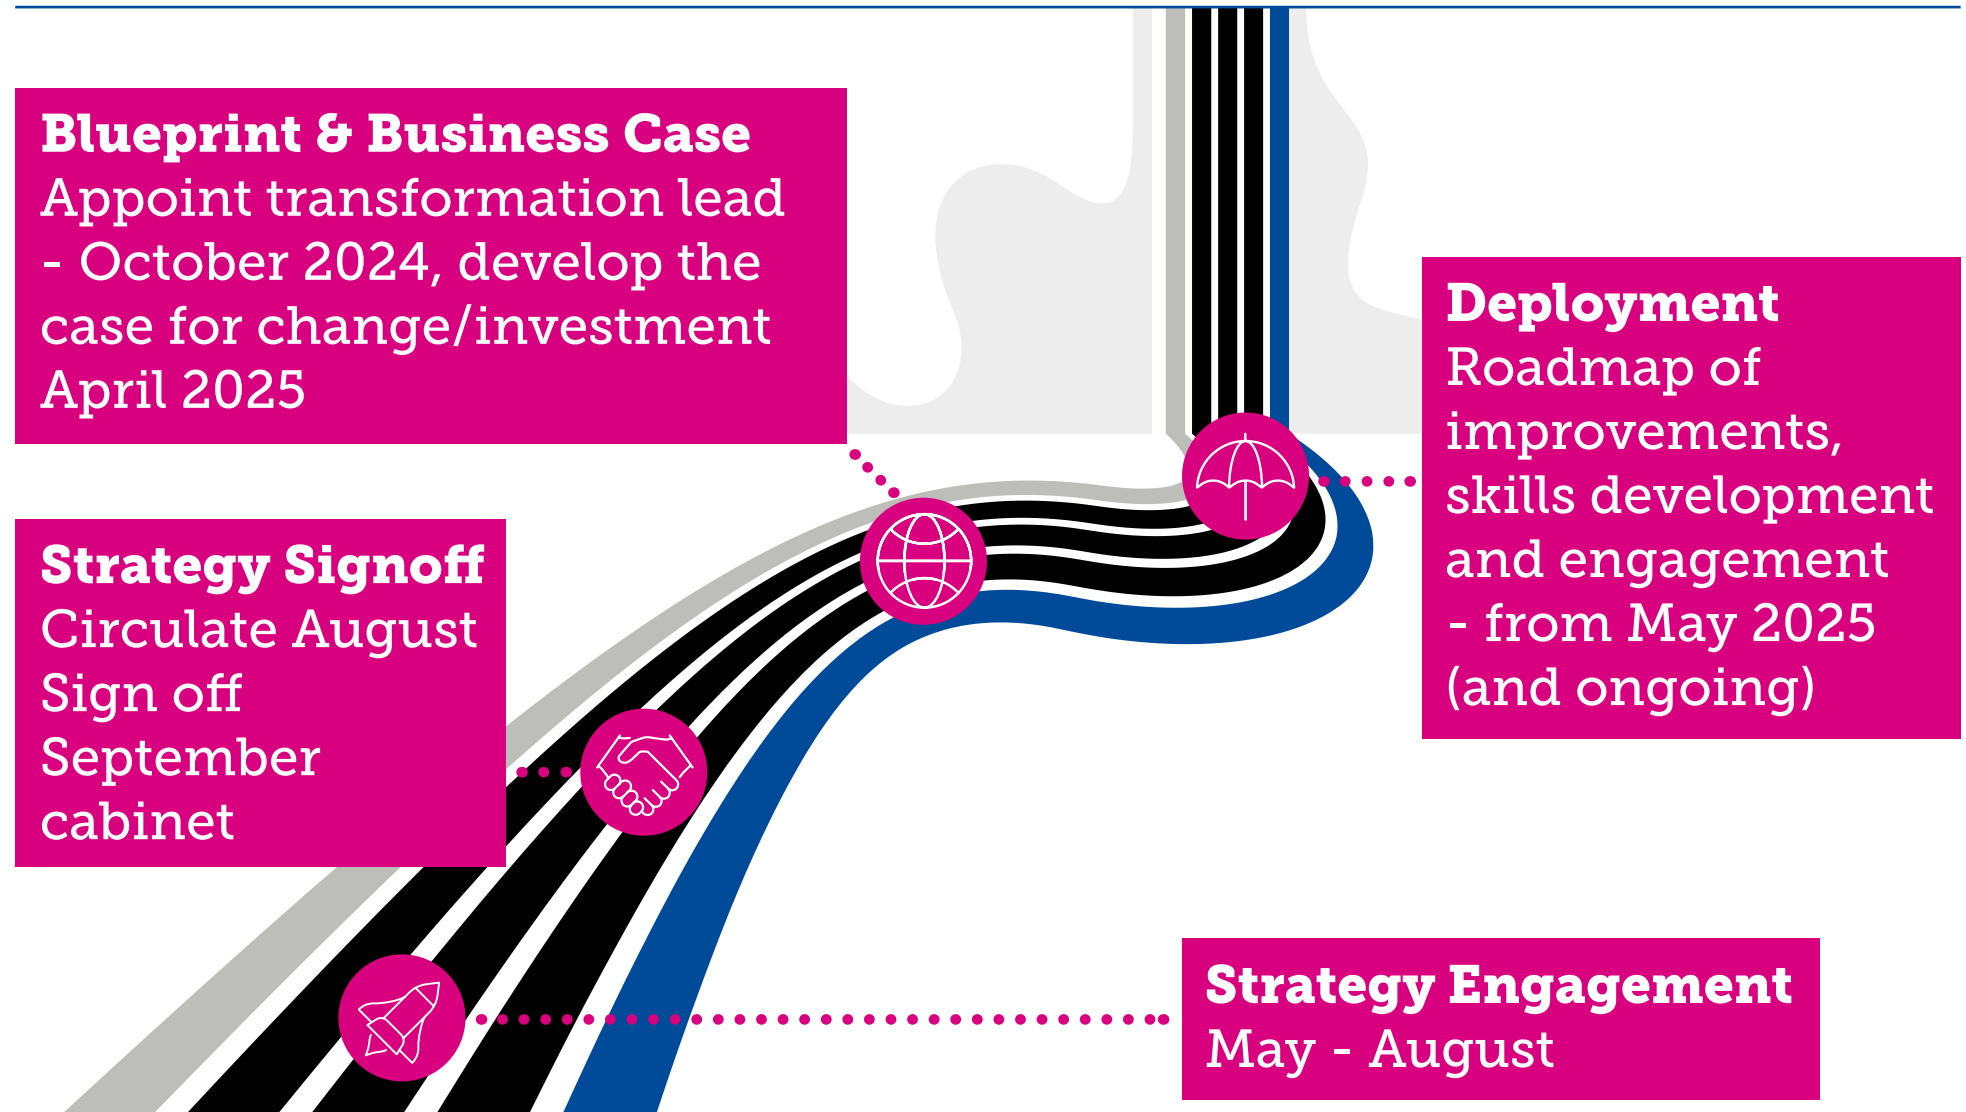 Blueprint & Business Case
Appoint transformation lead
- October 2024, develop the
case for change/investment
April 2025
Deployment
Roadmap of
improvements,
skills development
and engagement
- from May 2025
(and ongoing)
Strategy Signoff
Circulate August
Sign off
September
cabinet
Strategy Engagement
May - August